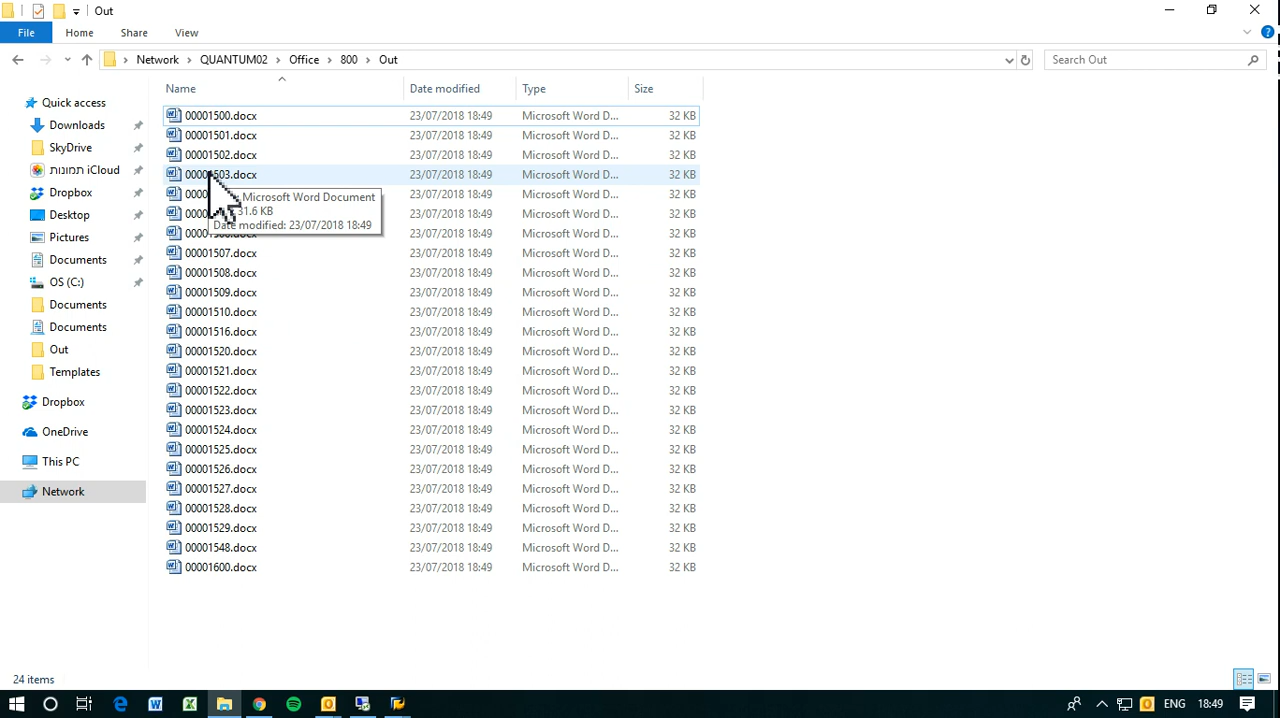 Out
File Home Share View
Network QUANTUM02 Office 800 Out Search Out
Name Date modified Type Size
Quick access
Downloads
SkyDrive
תמונות iCloud
Dropbox
Desktop
Pictures
Documents
OS (C:)
Documents
Documents
Out
Templates
Dropbox
OneDrive
This PC
Network
00001500.docx 23/07/2018 18:49 Microsoft Word D... 32 KB
00001501.docx 23/07/2018 18:49 Microsoft Word D... 32 KB
00001502.docx 23/07/2018 18:49 Microsoft Word D... 32 KB
00001503.docx 23/07/2018 18:49 Microsoft Word D... 32 KB
23/07/2018 18:49 Microsoft Word D... 32 KB
23/07/2018 18:49 Microsoft Word D... 32 KB
23/07/2018 18:49 Microsoft Word D... 32 KB
Microsoft Word Document
31.6 KB
Date modified: 23/07/2018 18:49
00001507.docx 23/07/2018 18:49 Microsoft Word D... 32 KB
00001508.docx 23/07/2018 18:49 Microsoft Word D... 32 KB
00001509.docx 23/07/2018 18:49 Microsoft Word D... 32 KB
00001510.docx 23/07/2018 18:49 Microsoft Word D... 32 KB
00001516.docx 23/07/2018 18:49 Microsoft Word D... 32 KB
00001520.docx 23/07/2018 18:49 Microsoft Word D... 32 KB
00001521.docx 23/07/2018 18:49 Microsoft Word D... 32 KB
00001522.docx 23/07/2018 18:49 Microsoft Word D... 32 KB
00001523.docx 23/07/2018 18:49 Microsoft Word D... 32 KB
00001524.docx 23/07/2018 18:49 Microsoft Word D... 32 KB
00001525.docx 23/07/2018 18:49 Microsoft Word D... 32 KB
00001526.docx 23/07/2018 18:49 Microsoft Word D... 32 KB
00001527.docx 23/07/2018 18:49 Microsoft Word D... 32 KB
00001528.docx 23/07/2018 18:49 Microsoft Word D... 32 KB
00001529.docx 23/07/2018 18:49 Microsoft Word D... 32 KB
00001548.docx 23/07/2018 18:49 Microsoft Word D... 32 KB
00001600.docx 23/07/2018 18:49 Microsoft Word D... 32 KB
24 items
ENG 18:49